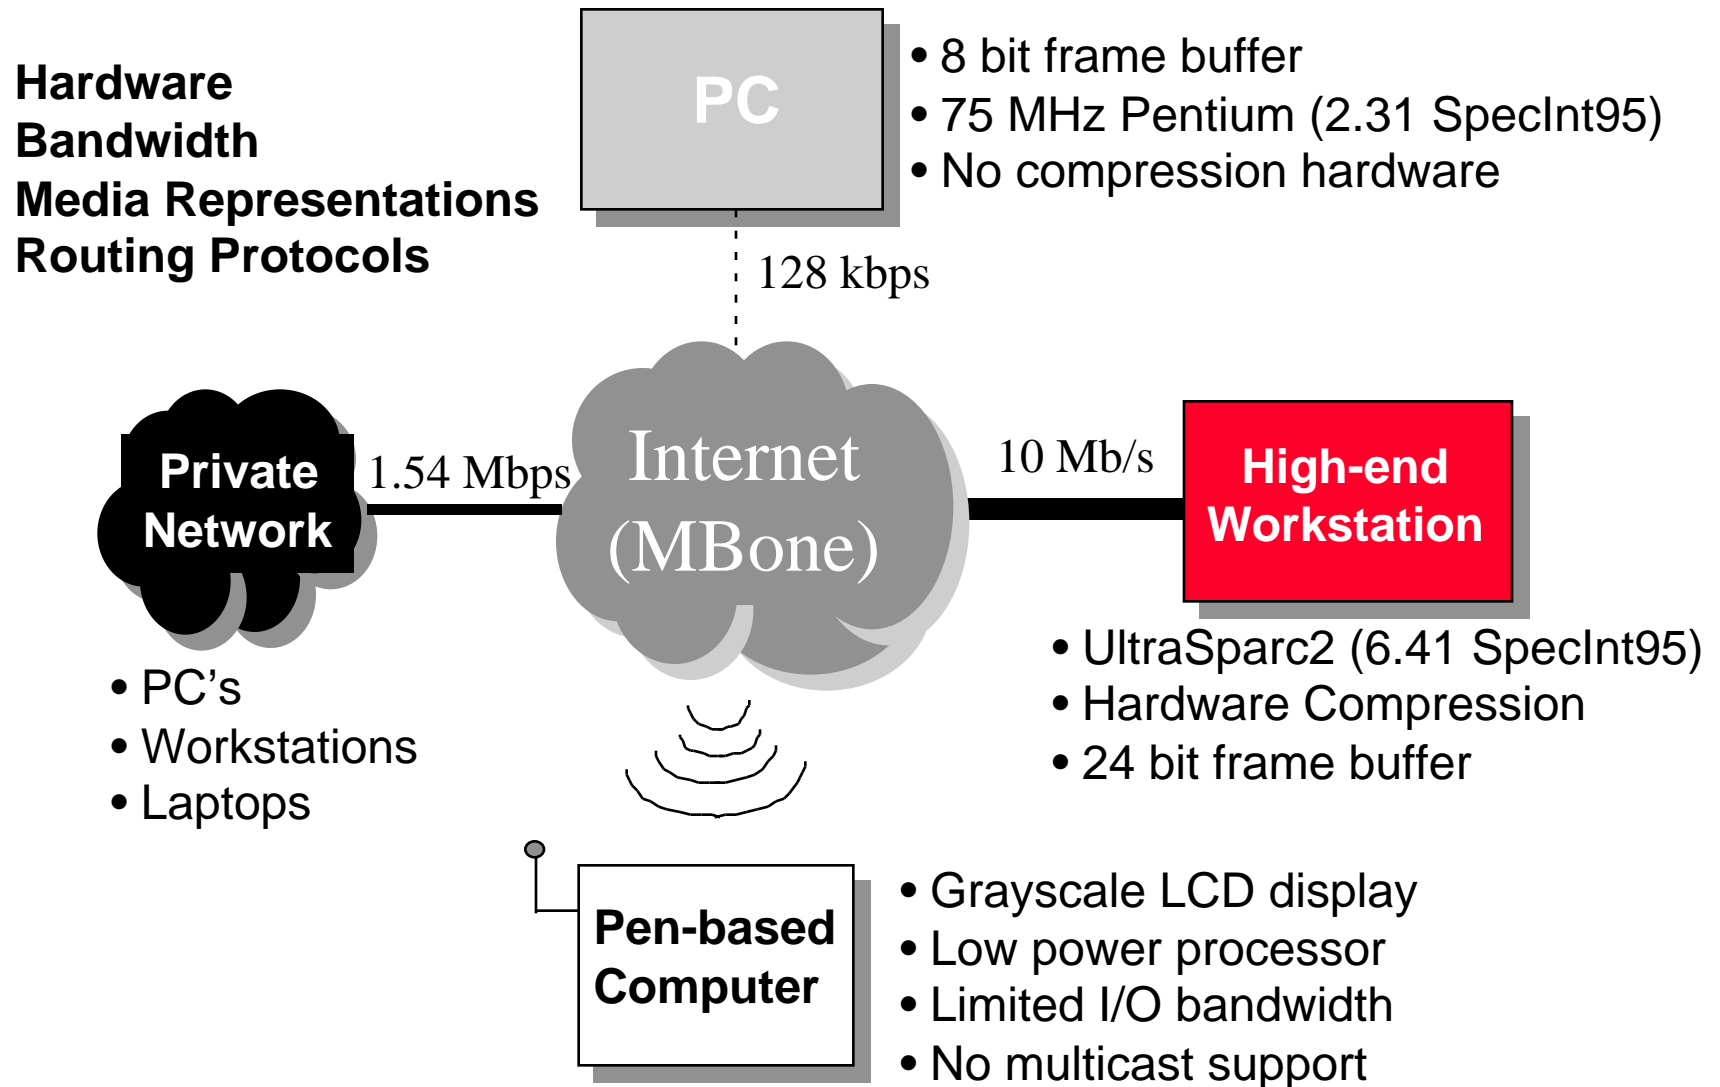 Hardware
Bandwidth
Media Representations
Routing Protocols
PC
• 8 bit frame buffer
• 75 MHz Pentium (2.31 SpecInt95)
• No compression hardware
128 kbps
Private
Network
1.54 Mbps
Internet
(MBone)
10 Mb/s
High-end
Workstation
• PC’s
• Workstations
• Laptops
• UltraSparc2 (6.41 SpecInt95)
• Hardware Compression
• 24 bit frame buffer
Pen-based
Computer
• Grayscale LCD display
• Low power processor
• Limited I/O bandwidth
• No multicast support